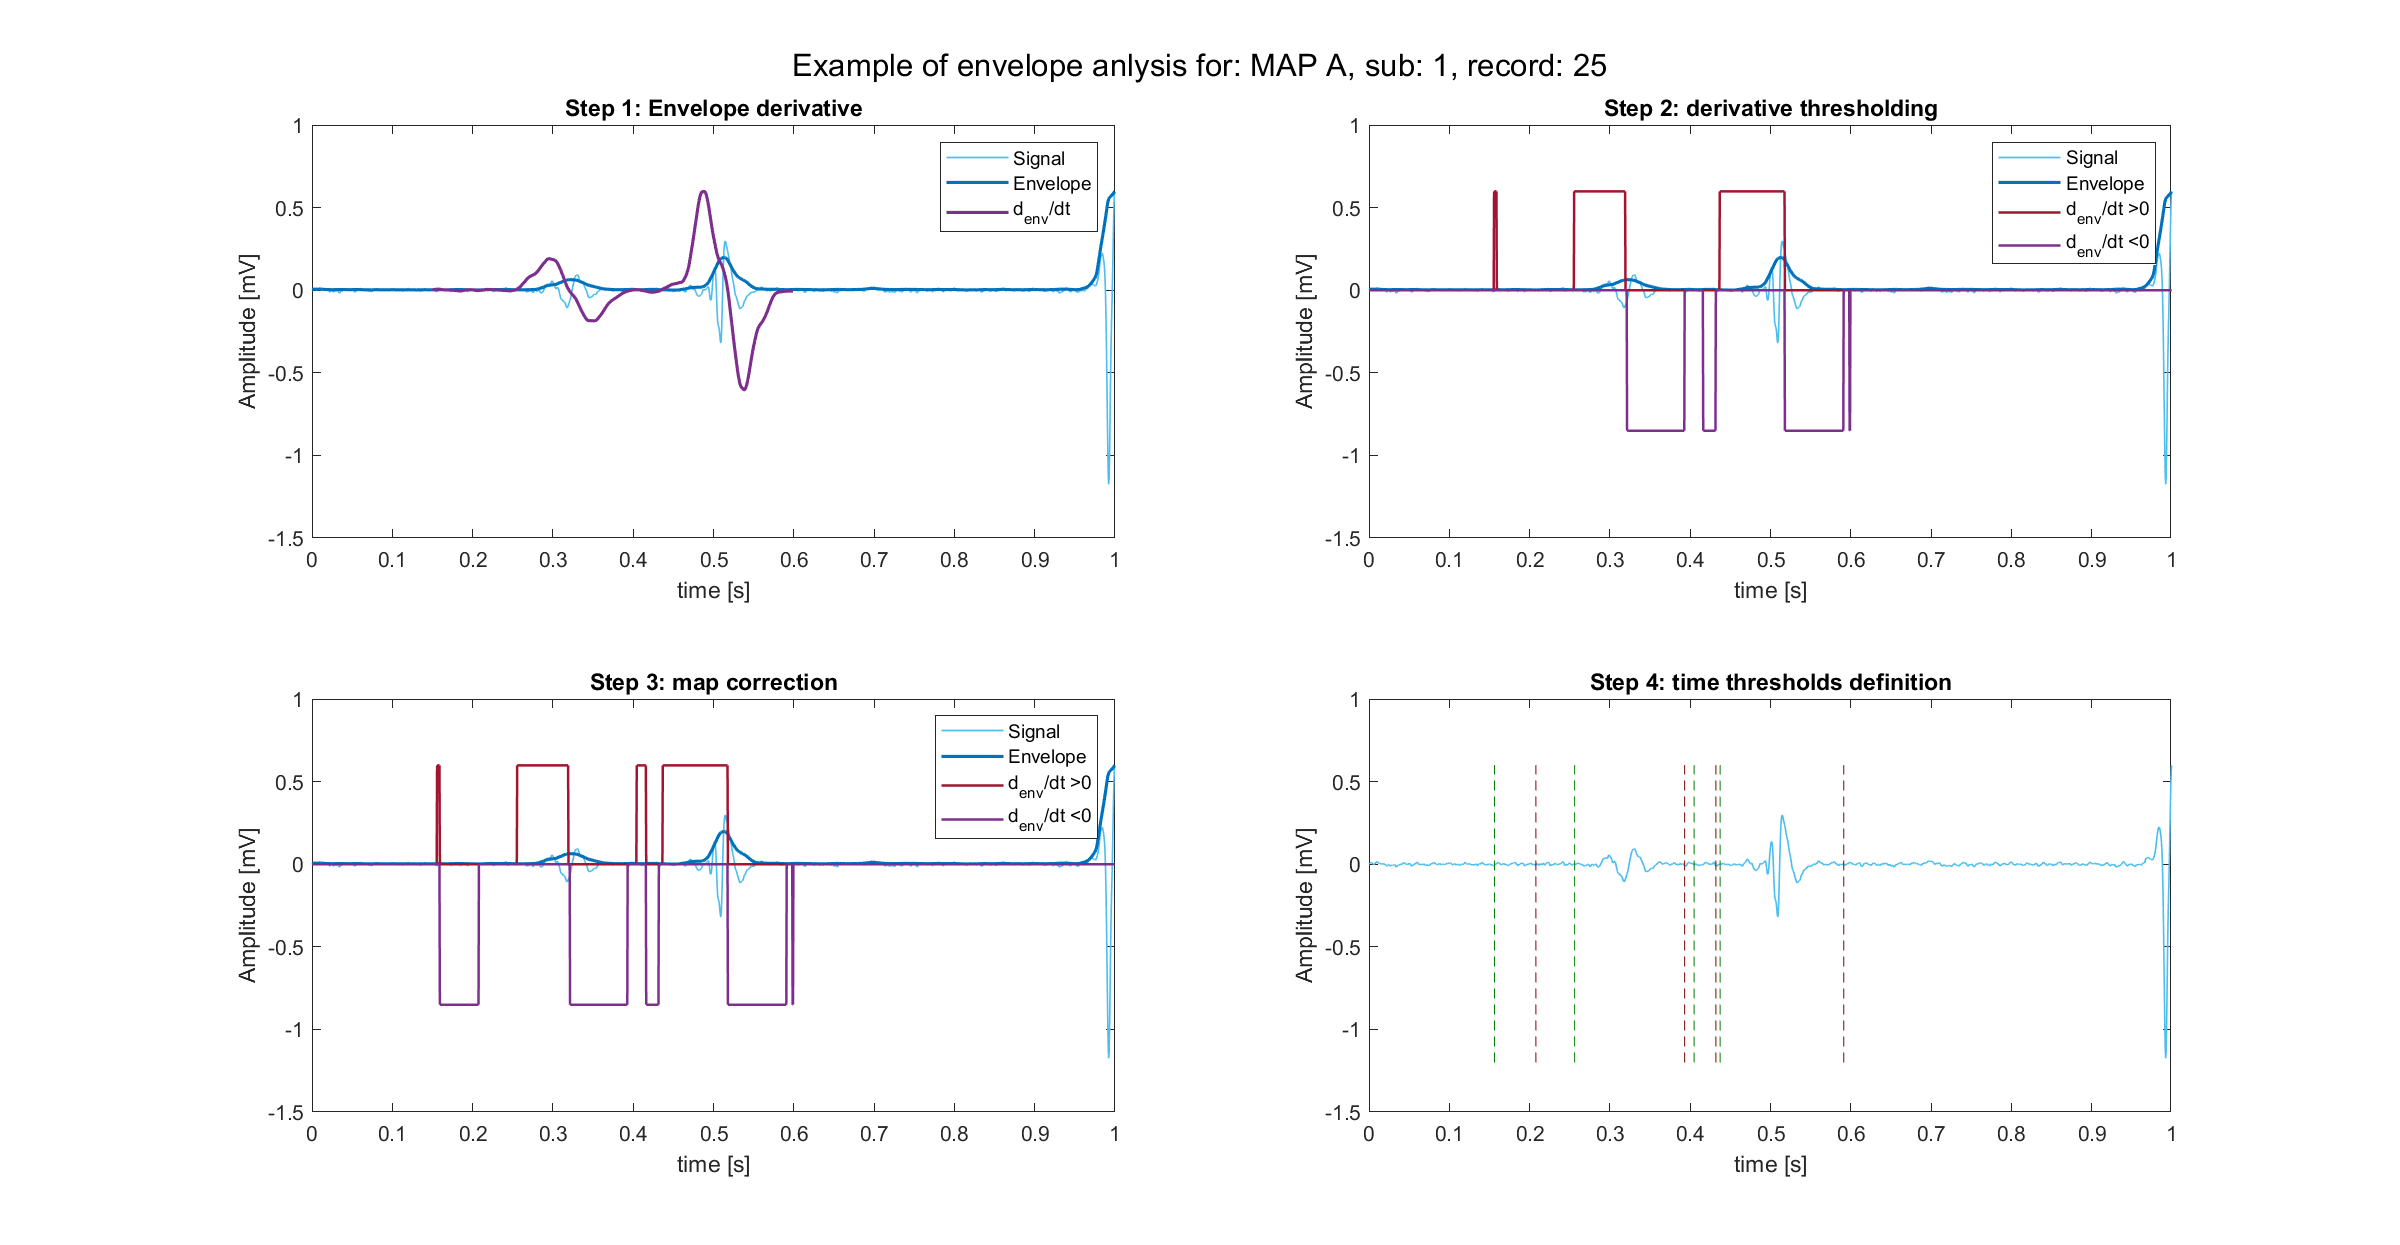 Example of envelope anlysis for: MAP A, sub: 1, record: 25
Step 1: Envelope derivative
1
0.5
0
-0.5
-1
-1.5
Amplitude [mV]
Signal
Envelope
d_env/dt
0 0.1 0.2 0.3 0.4 0.5 0.6 0.7 0.8 0.9 1
time [s]
Step 2: derivative thresholding
1
0.5
0
-0.5
-1
-1.5
Amplitude [mV]
Signal
Envelope
d_env/dt >0
d_env/dt <0
0 0.1 0.2 0.3 0.4 0.5 0.6 0.7 0.8 0.9 1
time [s]
Step 3: map correction
1
0.5
0
-0.5
-1
-1.5
Amplitude [mV]
Signal
Envelope
d_env/dt >0
d_env/dt <0
0 0.1 0.2 0.3 0.4 0.5 0.6 0.7 0.8 0.9 1
time [s]
Step 4: time thresholds definition
1
0.5
0
-0.5
-1
-1.5
Amplitude [mV]
0 0.1 0.2 0.3 0.4 0.5 0.6 0.7 0.8 0.9 1
time [s]